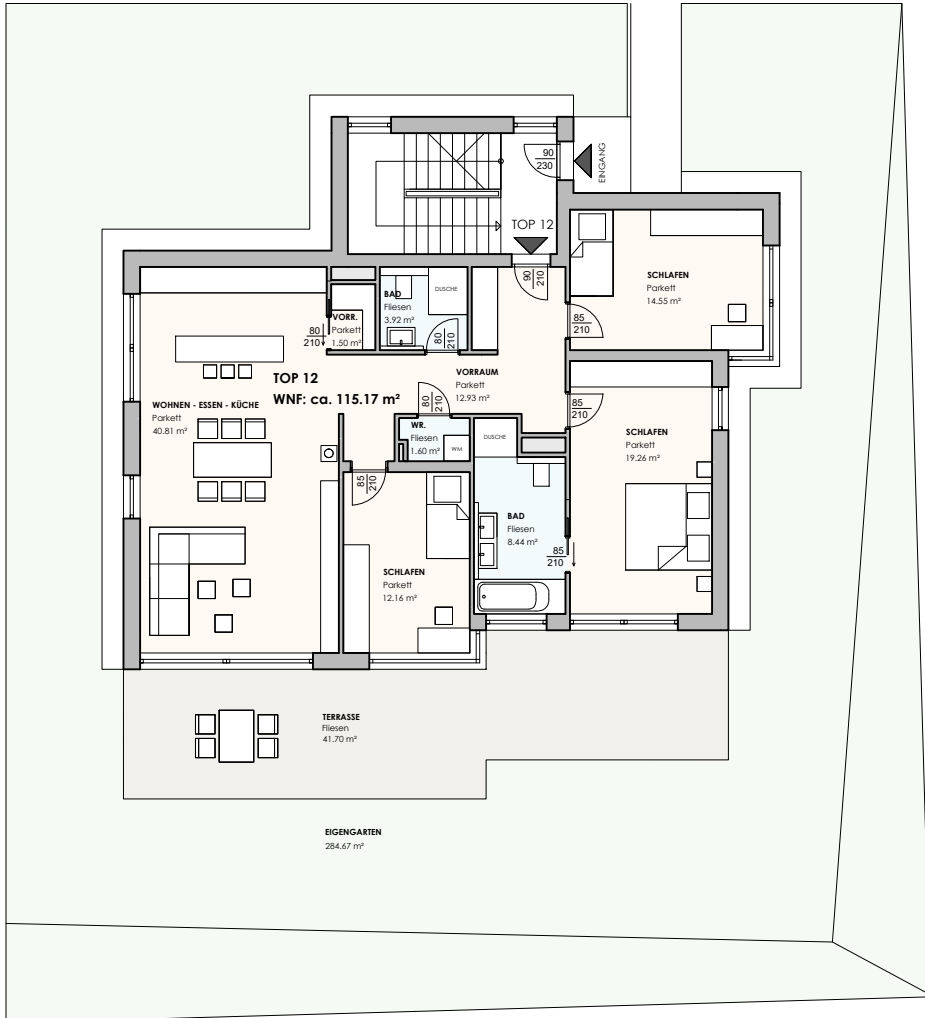 90
230
EINGANG
TOP 12
90
210
SCHLAFEN
Parkett
14.55 m²
BAD
Fliesen
3.92 m²
DUSCHE
VORR.
Parkett
1.50 m²
80
210
80
210
85
210
TOP 12
WNF: ca. 115.17 m²
VORRAUM
Parkett
12.93 m²
WOHNEN - ESSEN - KÜCHE
Parkett
40.81 m²
80
210
85
210
WR.
Fliesen
1.60 m²
WM
DUSCHE
SCHLAFEN
Parkett
19.26 m²
85
210
BAD
Fliesen
8.44 m²
85
210
SCHLAFEN
Parkett
12.16 m²
TERRASSE
Fliesen
41.70 m²
EIGENGARTEN
284.67 m²